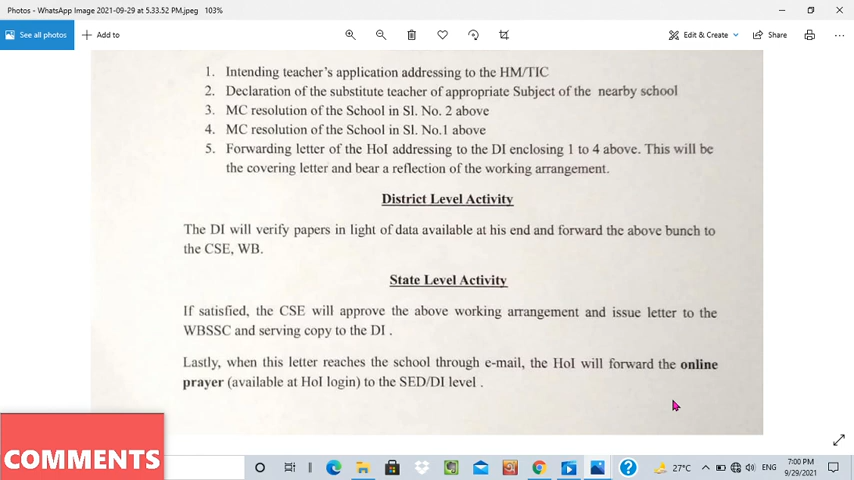 Photos - WhatsApp Image 2021-09-29 at 5.33.52 PM.jpeg 103%
See all photos
Add to
Edit & Create
Share
1. Intending teacher's application addressing to the HM/TIC
2. Declaration of the substitute teacher of appropriate Subject of the nearby school
3. MC resolution of the School in Sl. No. 2 above
4. MC resolution of the School in Sl. No.1 above
5. Forwarding letter of the HoI addressing to the DI enclosing 1 to 4 above. This will be
the covering letter and bear a reflection of the working arrangement.
District Level Activity
The DI will verify papers in light of data available at his end and forward the above bunch to
the CSE, WB.
State Level Activity
If satisfied, the CSE will approve the above working arrangement and issue letter to the
WBSSC and serving copy to the DI .
Lastly, when this letter reaches the school through e-mail, the HoI will forward the online
prayer (available at HoI login) to the SED/DI level .
COMMENTS
27°C
ENG
7:00 PM
9/29/2021